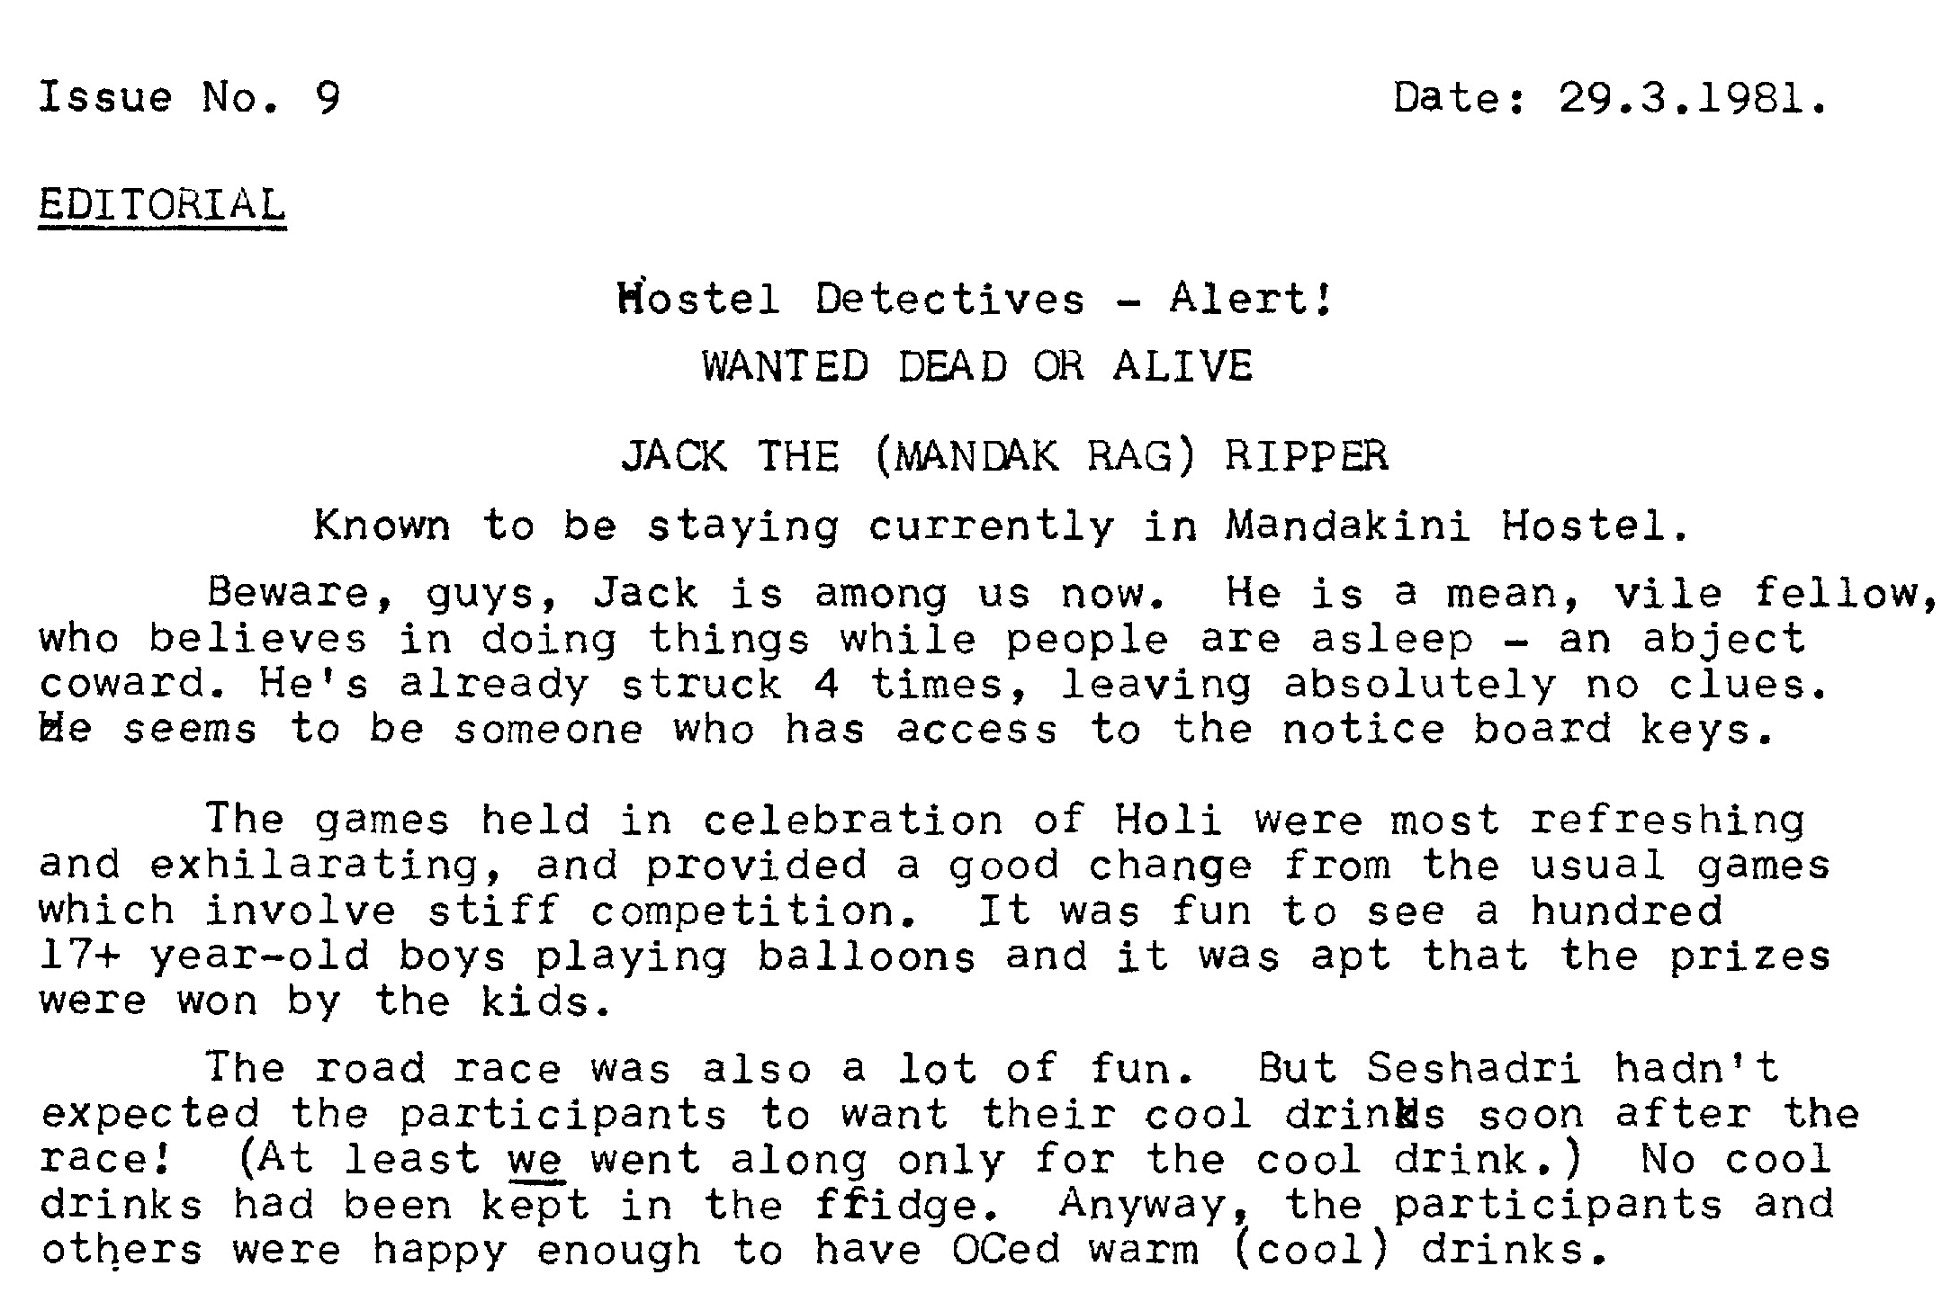 Issue No. 9 Date: 29.3.1981.
EDITORIAL
Hostel Detectives - Alert!
WANTED DEAD OR ALIVE
JACK THE (MANDAK RAG) RIPPER
Known to be staying currently in Mandakini Hostel.
Beware, guys, Jack is among us now. He is a mean, vile fellow,
who believes in doing things while people are asleep - an abject
coward. He's already struck 4 times, leaving absolutely no clues.
He seems to be someone who has access to the notice board keys.
The games held in celebration of Holi were most refreshing
and exhilarating, and provided a good change from the usual games
which involve stiff competition. It was fun to see a hundred
17+ year-old boys playing balloons and it was apt that the prizes
were won by the kids.
The road race was also a lot of fun. But Seshadri hadn't
expected the participants to want their cool drinks soon after the
race! (At least we went along only for the cool drink.) No cool
drinks had been kept in the ffidge. Anyway, the participants and
others were happy enough to have OCed warm (cool) drinks.